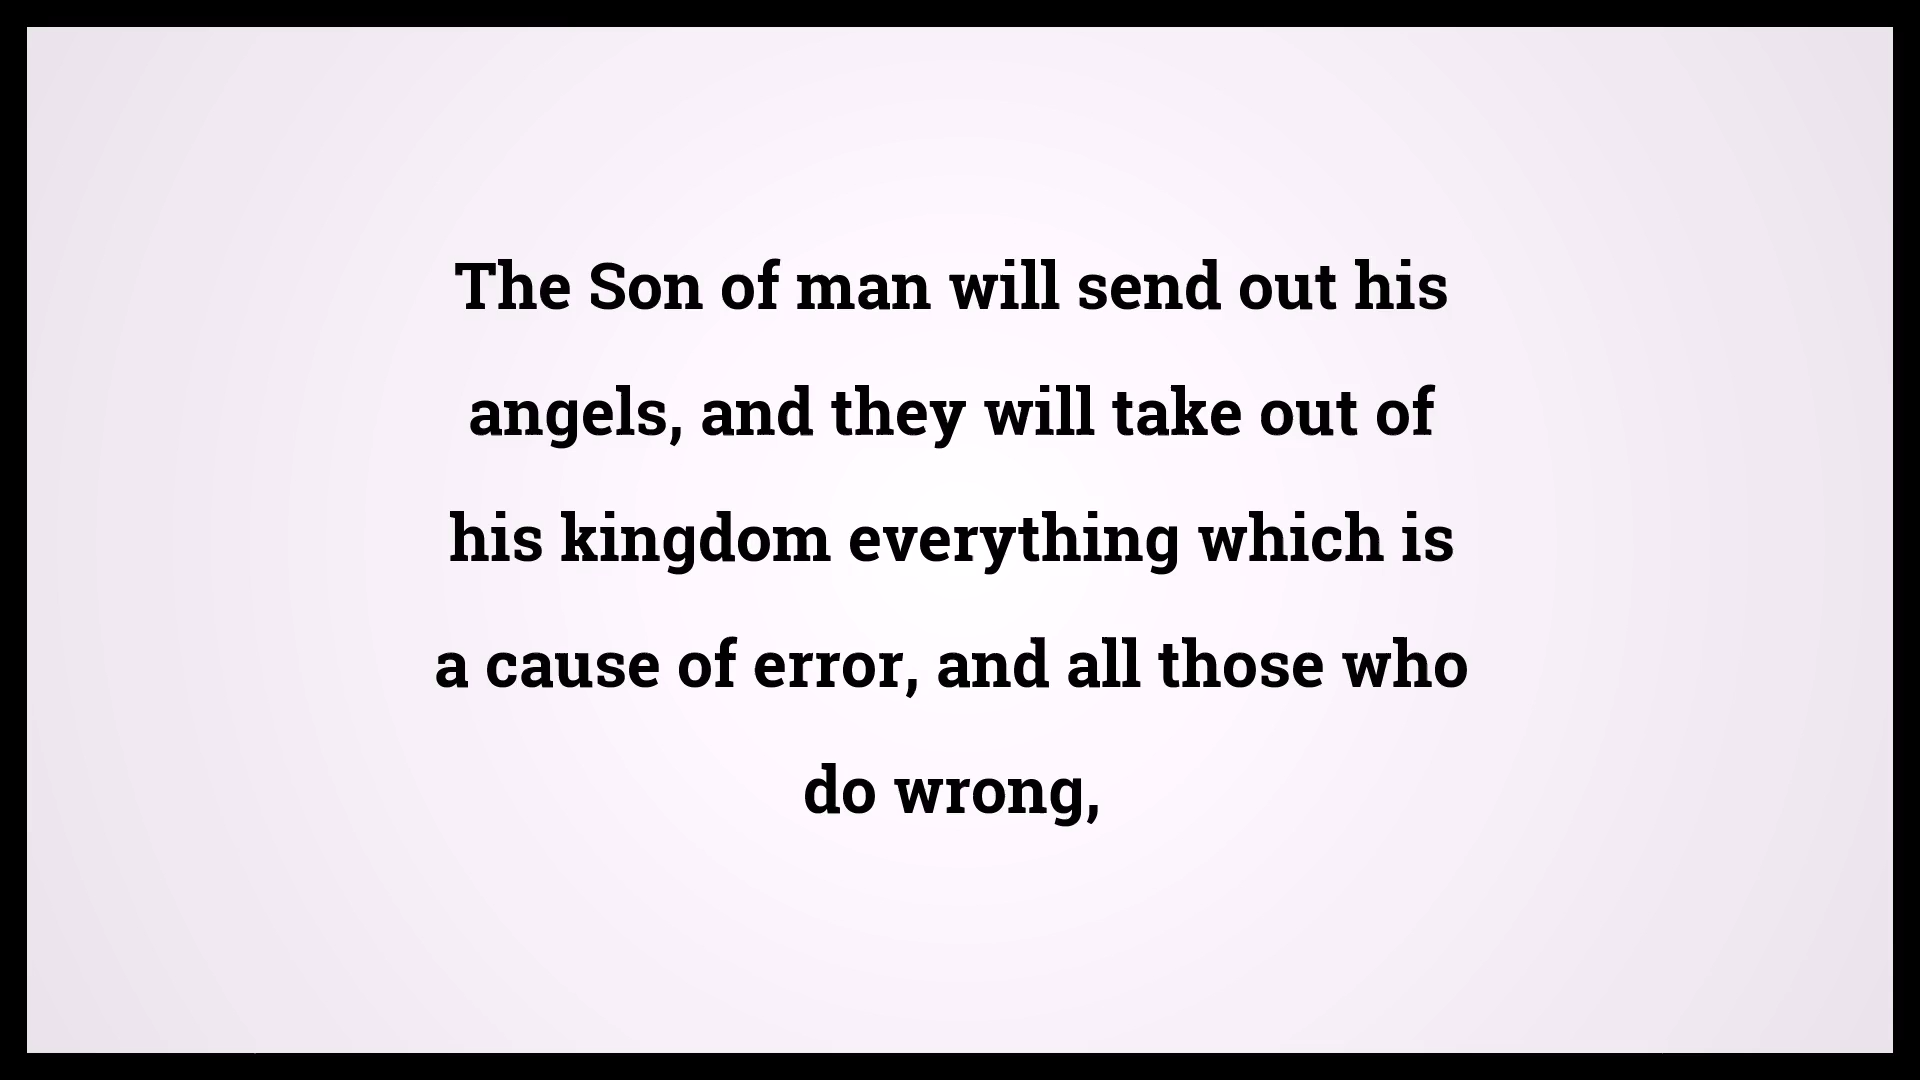 The Son of man will send out his
angels, and they will take out of
his kingdom everything which is
a cause of error, and all those who
do wrong,